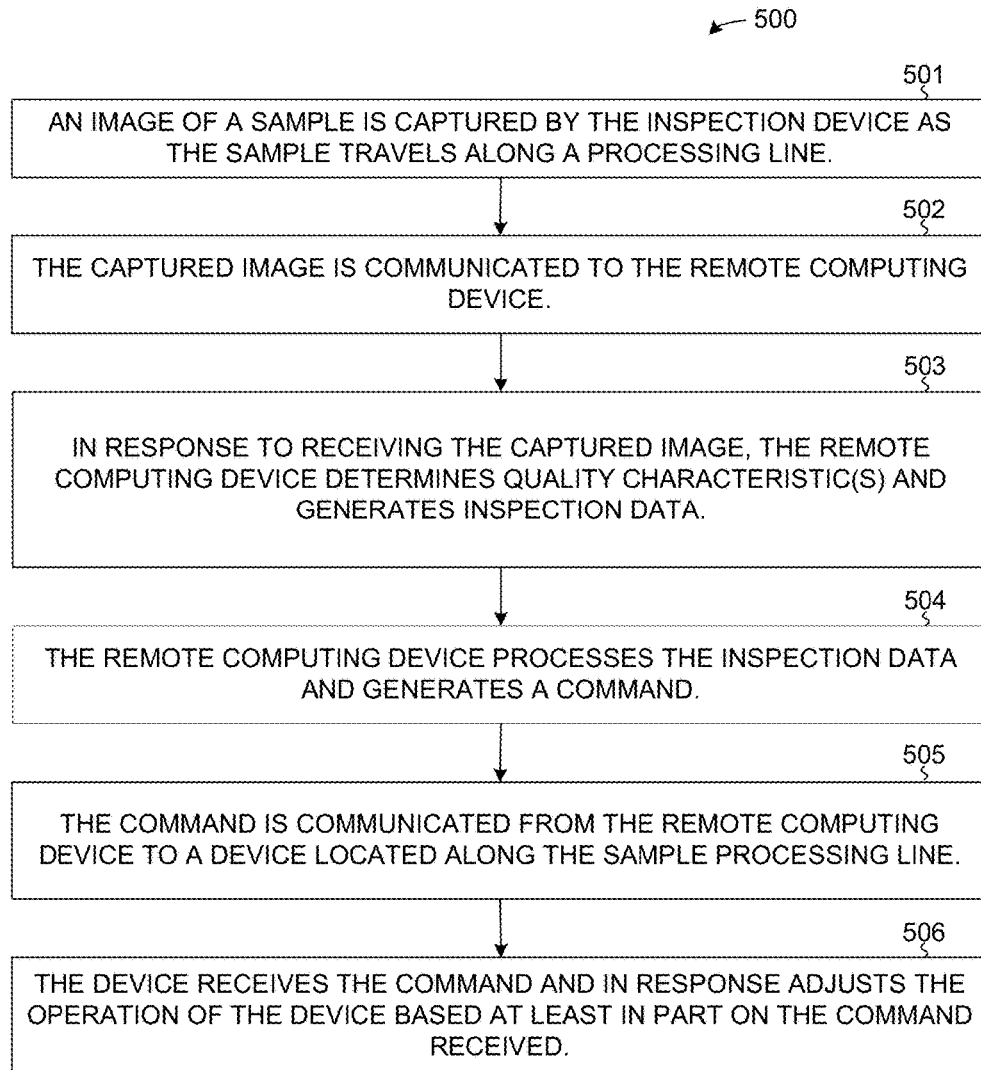 500
501
AN IMAGE OF A SAMPLE IS CAPTURED BY THE INSPECTION DEVICE AS
THE SAMPLE TRAVELS ALONG A PROCESSING LINE.
502
THE CAPTURED IMAGE IS COMMUNICATED TO THE REMOTE COMPUTING
DEVICE.
503
IN RESPONSE TO RECEIVING THE CAPTURED IMAGE, THE REMOTE
COMPUTING DEVICE DETERMINES QUALITY CHARACTERISTIC(S) AND
GENERATES INSPECTION DATA.
504
THE REMOTE COMPUTING DEVICE PROCESSES THE INSPECTION DATA
AND GENERATES A COMMAND.
505
THE COMMAND IS COMMUNICATED FROM THE REMOTE COMPUTING
DEVICE TO A DEVICE LOCATED ALONG THE SAMPLE PROCESSING LINE.
506
THE DEVICE RECEIVES THE COMMAND AND IN RESPONSE ADJUSTS THE
OPERATION OF THE DEVICE BASED AT LEAST IN PART ON THE COMMAND
RECEIVED.